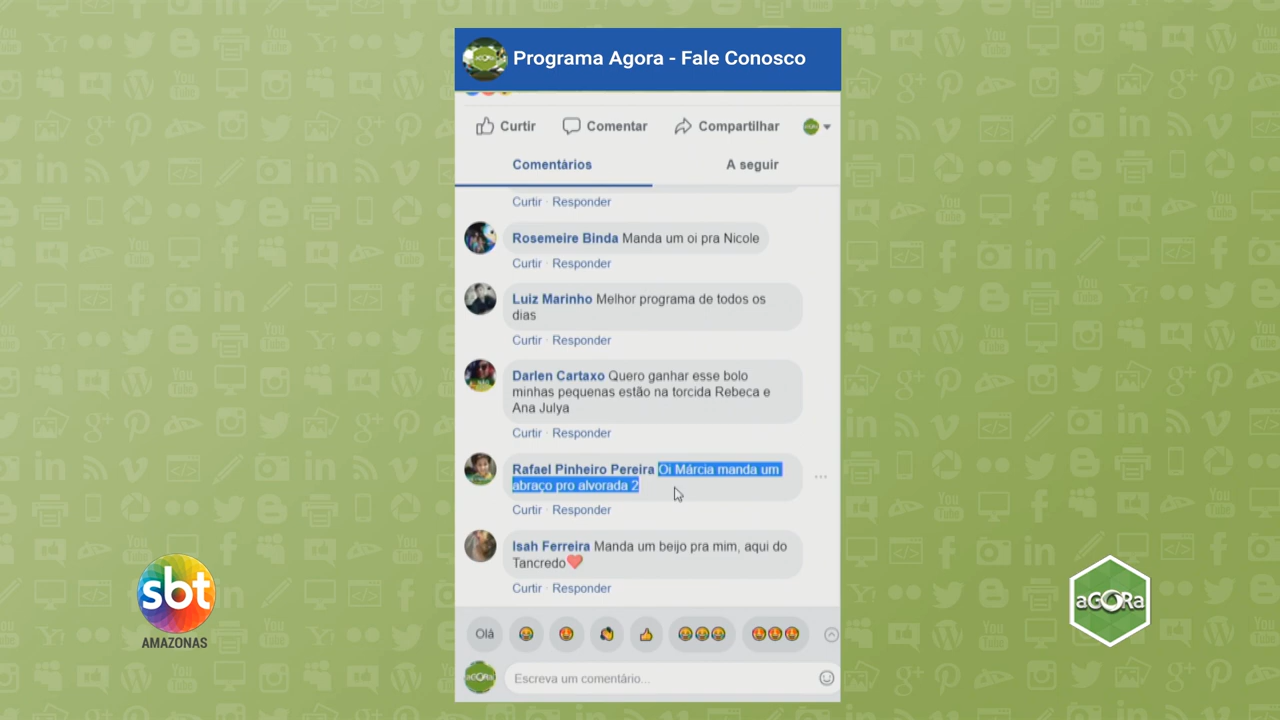 Programa Agora - Fale Conosco
Curtir
Comentar
Compartilhar
Comentários
A seguir
Curtir · Responder
Rosemeire Binda Manda um oi pra Nicole
Curtir · Responder
Luiz Marinho Melhor programa de todos os
dias
Curtir · Responder
Darlen Cartaxo Quero ganhar esse bolo
minhas pequenas estão na torcida Rebeca e
Ana Julya
Curtir · Responder
Rafael Pinheiro Pereira Oi Márcia manda um
abraço pro alvorada 2
Curtir · Responder
Isah Ferreira Manda um beijo pra mim, aqui do
Tancredo❤️
Curtir · Responder
Olá
Escreva um comentário...
sbt
AMAZONAS
aGORa